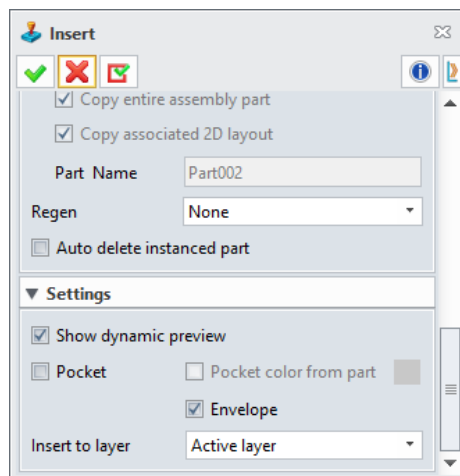 Insert
Copy entire assembly part
Copy associated 2D layout
Part Name Part002
Regen None
Auto delete instanced part
Settings
Show dynamic preview
Pocket Pocket color from part
Envelope
Insert to layer Active layer